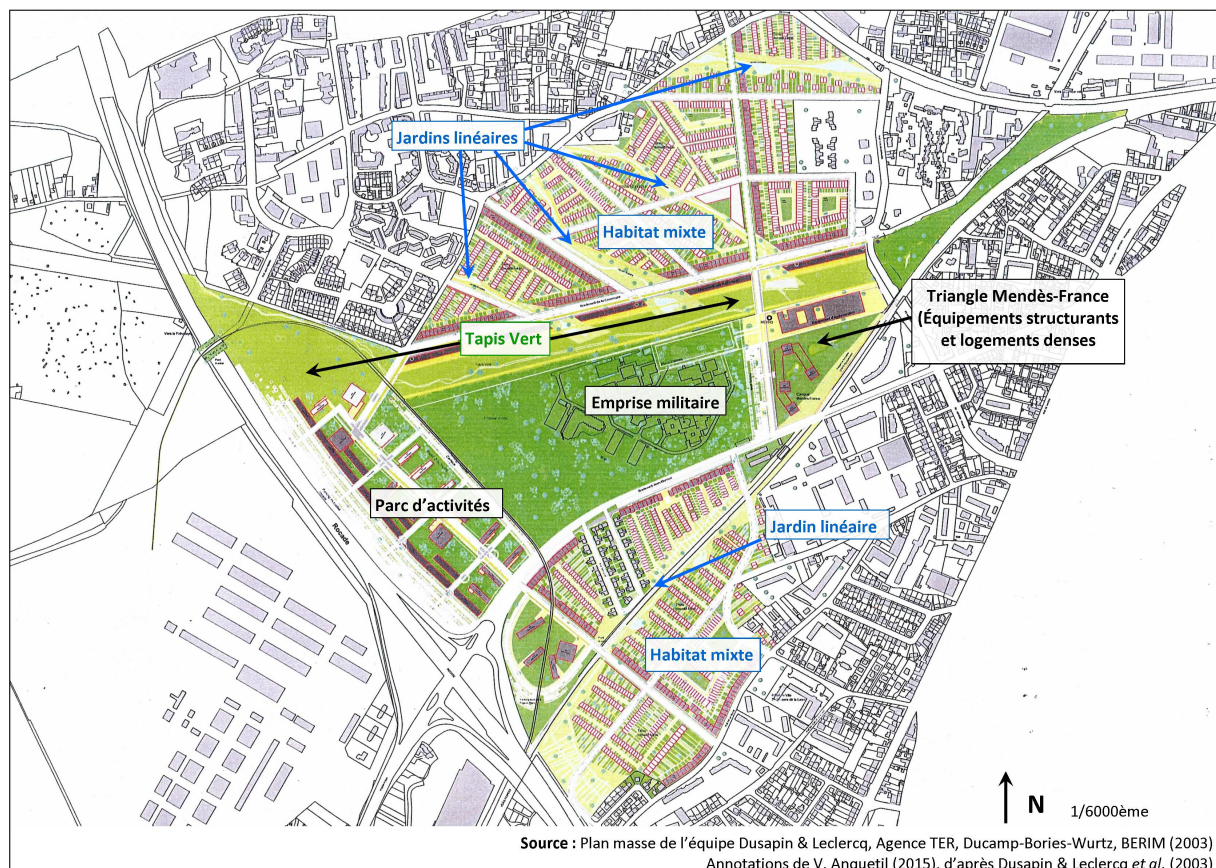 Jardins linéaires
Habitat mixte
Triangle Mendès-France
(Équipements structurants
et logements denses
Tapis Vert
Emprise militaire
Parc d'activités
Rocade
Jardin linéaire
Habitat mixte
N
1/6000ème
Source : Plan masse de l'équipe Dusapin & Leclercq, Agence TER, Ducamp-Bories-Wurtz, BERIM (2003)
Annotations de V. Anquetil (2015), d'après Dusapin & Leclercq et al. (2003)